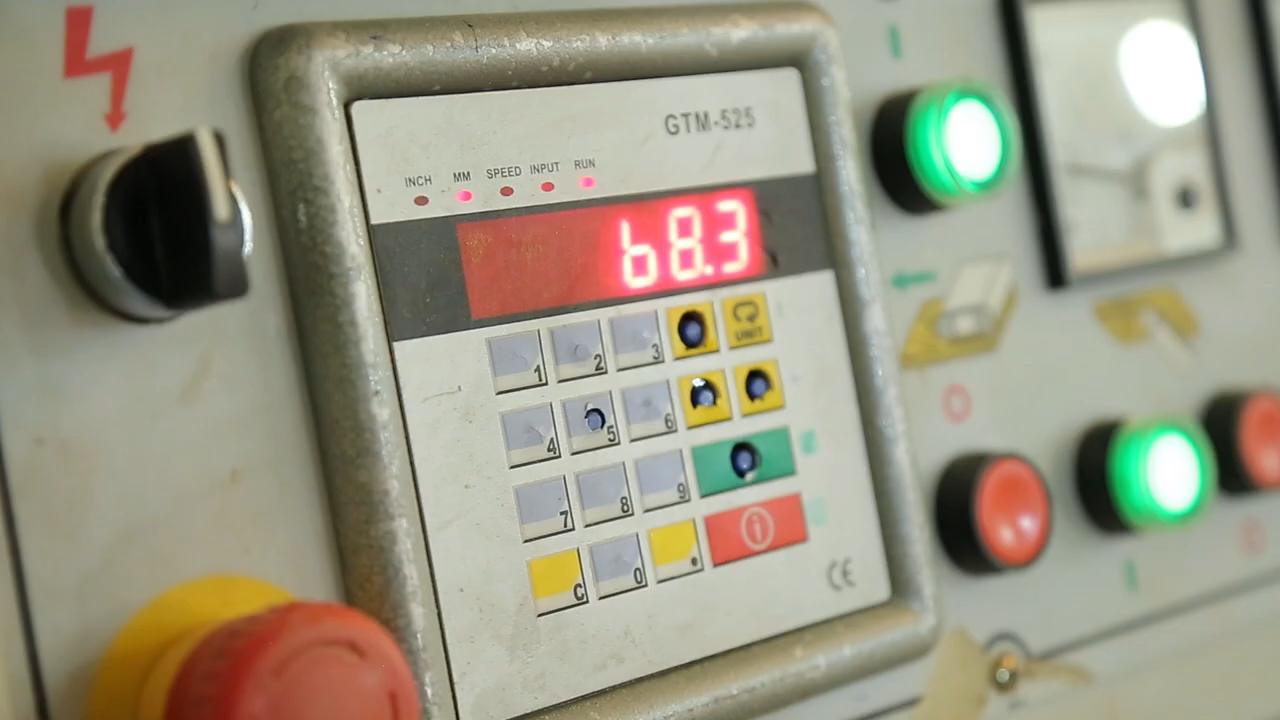 GTM-525
INCH MM SPEED INPUT RUN
68.3
1 2 3 UNIT
4 5 6
7 8 9
C 0 .
CE